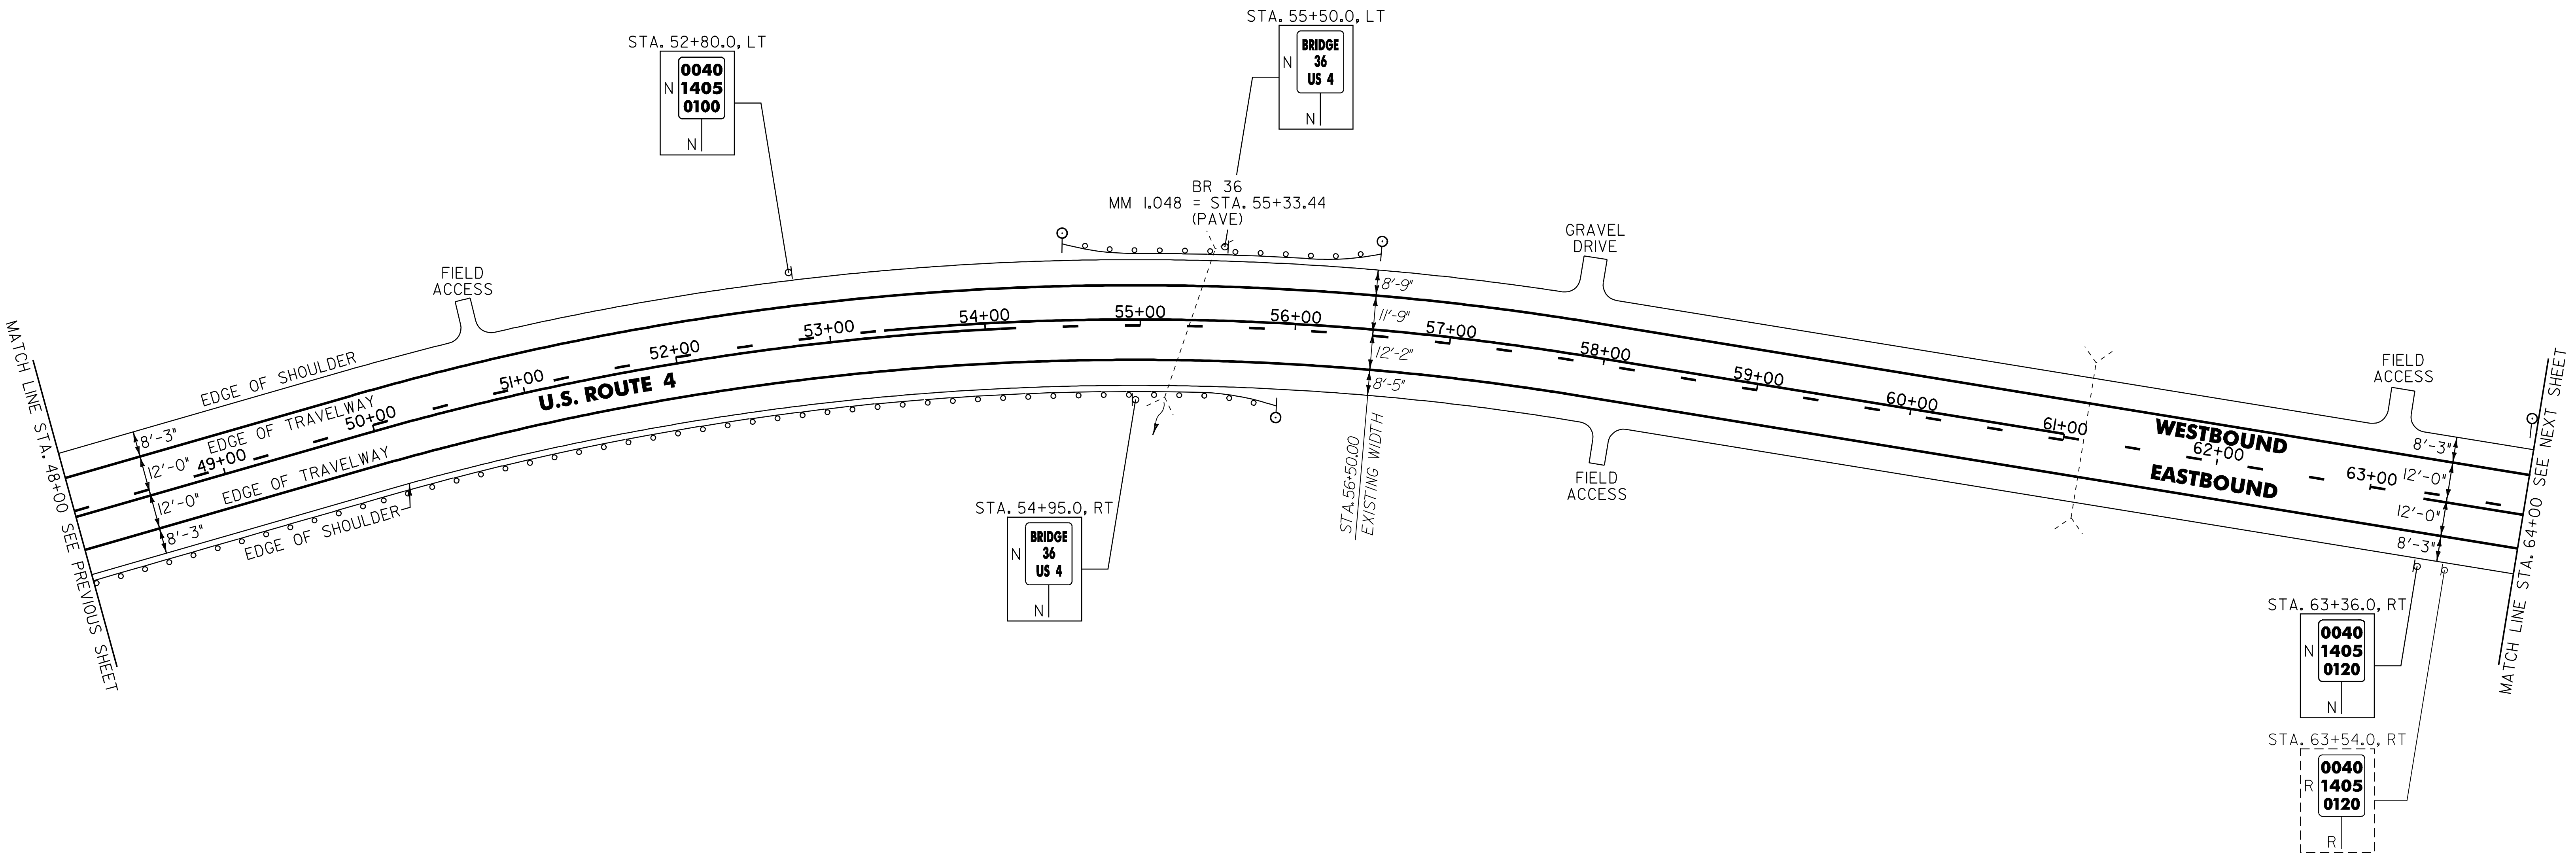 STA. 55+50.0, LT
N
BRIDGE
36
US 4
N
STA. 52+80.0, LT
N
0040
1405
0100
N
BR 36
MM 1.048 = STA. 55+33.44
(PAVE)
GRAVEL
DRIVE
FIELD
ACCESS
MATCH LINE STA. 48+00 SEE PREVIOUS SHEET
EDGE OF SHOULDER
EDGE OF TRAVELWAY
EDGE OF TRAVELWAY
EDGE OF SHOULDER
8'-3"
12'-0"
12'-0"
8'-3"
49+00
50+00
51+00
52+00
53+00
54+00
55+00
56+00
57+00
58+00
59+00
60+00
61+00
62+00
63+00
U.S. ROUTE 4
8'-9"
11'-9"
12'-2"
8'-5"
STA. 56+50.00
EXISTING WIDTH
FIELD
ACCESS
WESTBOUND
EASTBOUND
FIELD
ACCESS
8'-3"
12'-0"
12'-0"
8'-3"
MATCH LINE STA. 64+00 SEE NEXT SHEET
STA. 54+95.0, RT
N
BRIDGE
36
US 4
N
STA. 63+36.0, RT
N
0040
1405
0120
N
STA. 63+54.0, RT
R
0040
1405
0120
R